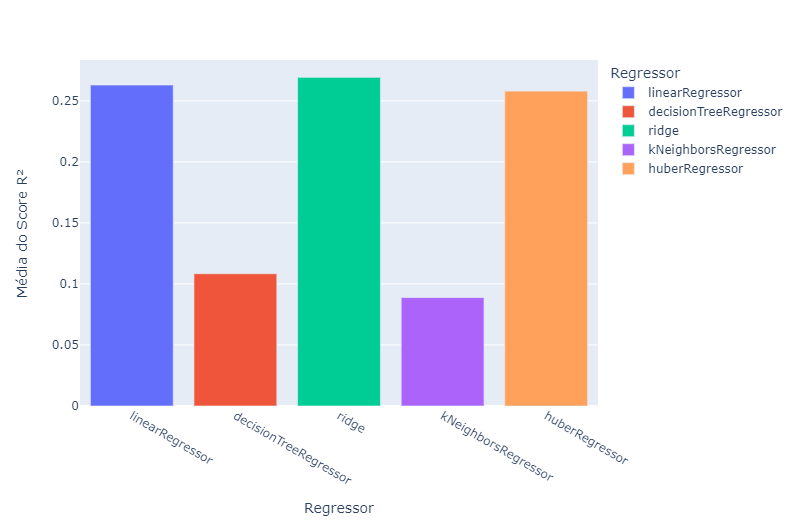 Regressor
linearRegressor
decisionTreeRegressor
ridge
kNeighborsRegressor
huberRegressor
Média do Score R²
0.25
0.2
0.15
0.1
0.05
0
linearRegressor
decisionTreeRegressor
ridge
kNeighborsRegressor
huberRegressor
Regressor